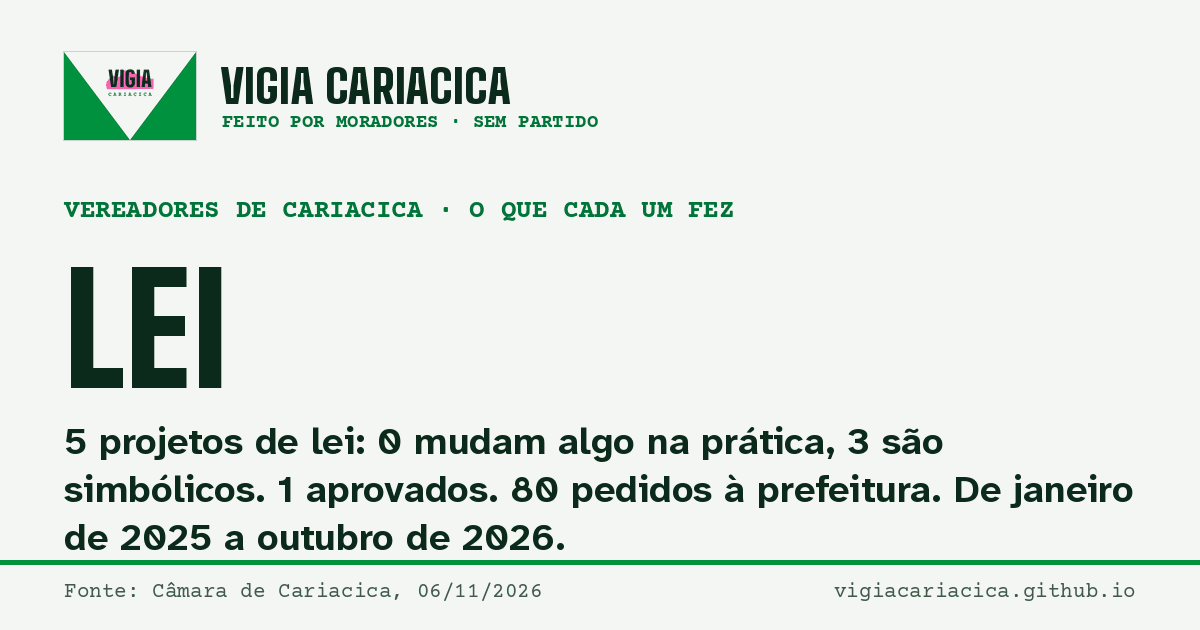 VIGIA
CARIACICA
VIGIA CARIACICA
FEITO POR MORADORES · SEM PARTIDO
VEREADORES DE CARIACICA · O QUE CADA UM FEZ
LEI
5 projetos de lei: 0 mudam algo na prática, 3 são
simbólicos. 1 aprovados. 80 pedidos à prefeitura. De janeiro
de 2025 a outubro de 2026.
Fonte: Câmara de Cariacica, 06/11/2026
vigiacariacica.github.io